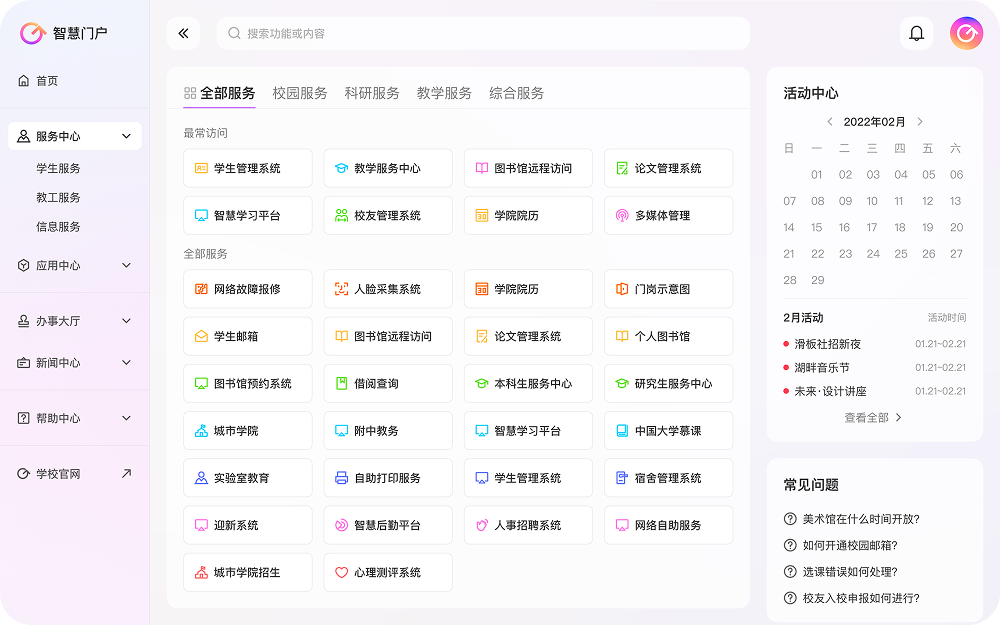 智慧门户
首页
服务中心
学生服务
教工服务
信息服务
应用中心
办事大厅
新闻中心
帮助中心
学校官网
搜索功能或内容
全部服务 校园服务 科研服务 教学服务 综合服务
最常访问
学生管理系统 教学服务中心 图书馆远程访问 论文管理系统
智慧学习平台 校友管理系统 学院院历 多媒体管理
全部服务
网络故障报修 人脸采集系统 学院院历 门岗示意图
学生邮箱 图书馆远程访问 论文管理系统 个人图书馆
图书馆预约系统 借阅查询 本科生服务中心 研究生服务中心
城市学院 附中教务 智慧学习平台 中国大学慕课
实验室教育 自助打印服务 学生管理系统 宿舍管理系统
迎新系统 智慧后勤平台 人事招聘系统 网络自助服务
城市学院招生 心理测评系统
活动中心
2022年02月
日 一 二 三 四 五 六
01 02 03 04 05 06
07 08 09 10 11 12 13
14 15 16 17 18 19 20
21 22 23 24 25 26 27
28 29
2月活动 活动时间
滑板社招新夜 01.21~02.21
湖畔音乐节 01.21~02.21
未来·设计讲座 01.21~02.21
查看全部
常见问题
美术馆在什么时间开放?
如何开通校园邮箱?
选课错误如何处理?
校友入校申报如何进行?